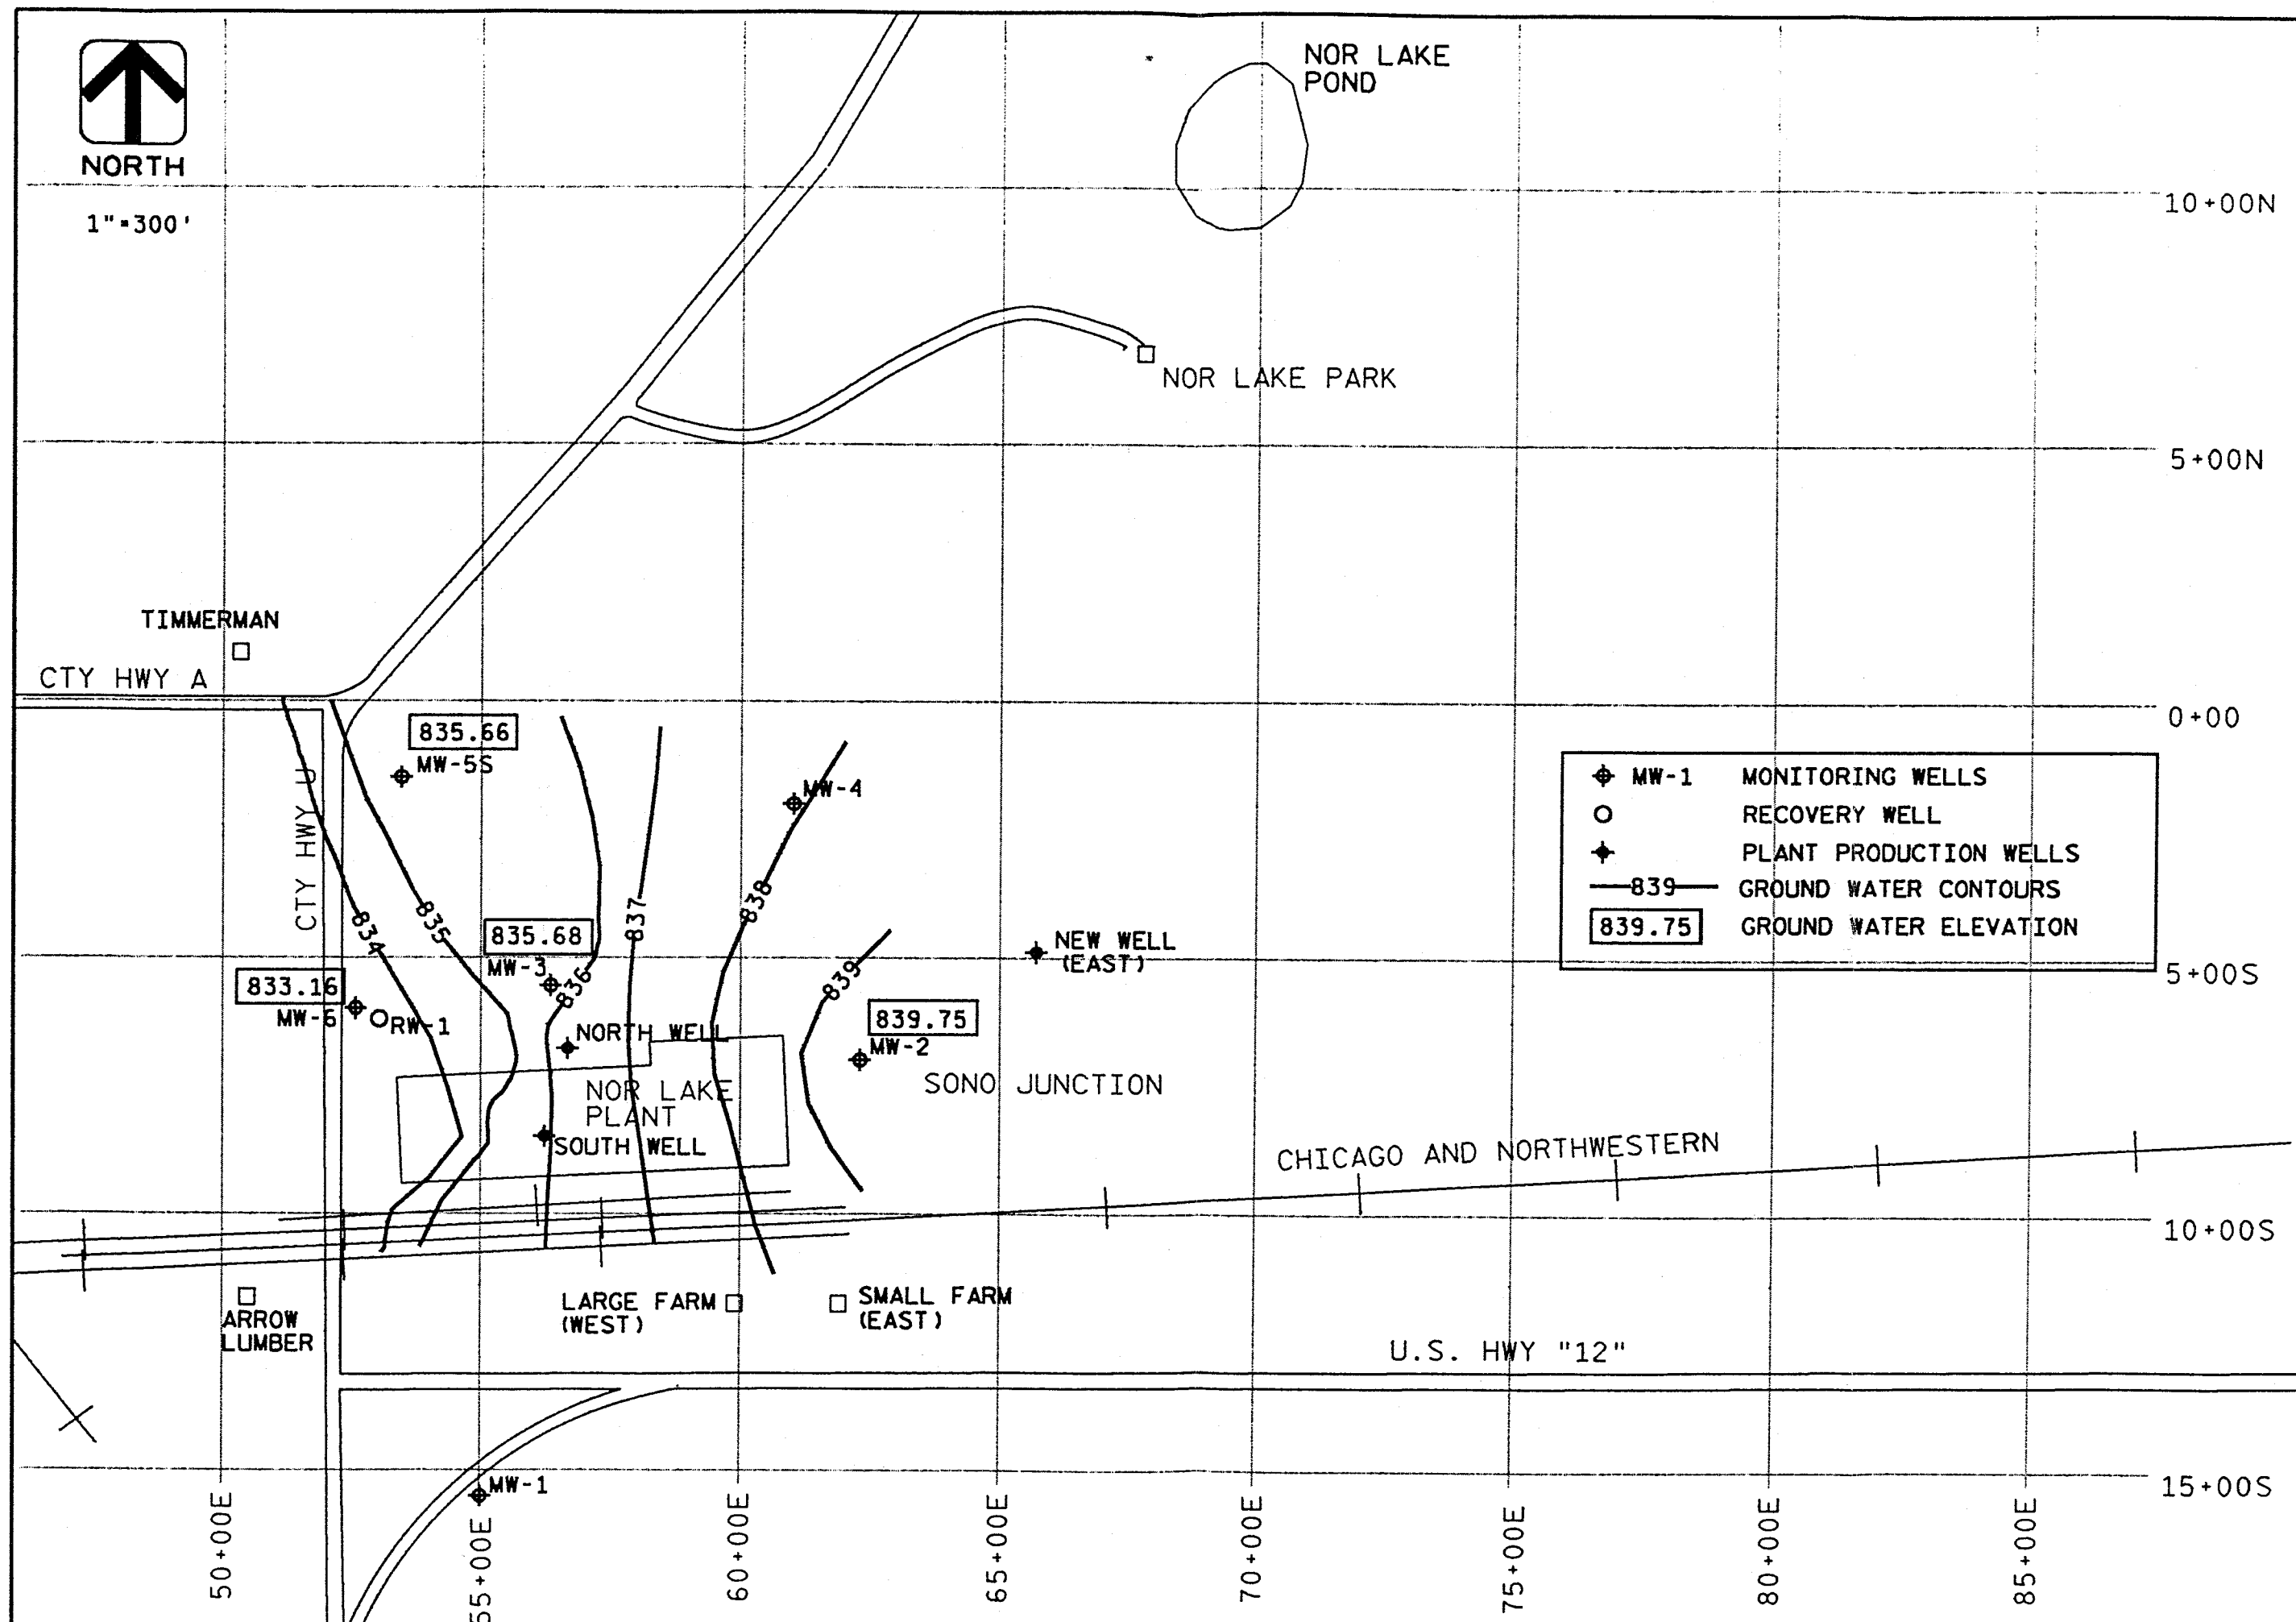 NOR LAKE
POND
NORTH
1"=300'
10+00N
NOR LAKE PARK
5+00N
TIMMERMAN
CTY HWY A
0+00
835.66
MW-5S
CTY HWY U
MW-4
MW-1 MONITORING WELLS
RECOVERY WELL
PLANT PRODUCTION WELLS
839 GROUND WATER CONTOURS
839.75 GROUND WATER ELEVATION
834
835
837
838
835.68
MW-3
836
839
NEW WELL
(EAST)
5+00S
833.16
MW-6
RW-1
NORTH WELL
839.75
MW-2
NOR LAKE
PLANT
SONO JUNCTION
SOUTH WELL
CHICAGO AND NORTHWESTERN
10+00S
ARROW
LUMBER
LARGE FARM
(WEST)
SMALL FARM
(EAST)
U.S. HWY "12"
MW-1
15+00S
50+00E
55+00E
60+00E
65+00E
70+00E
75+00E
80+00E
85+00E